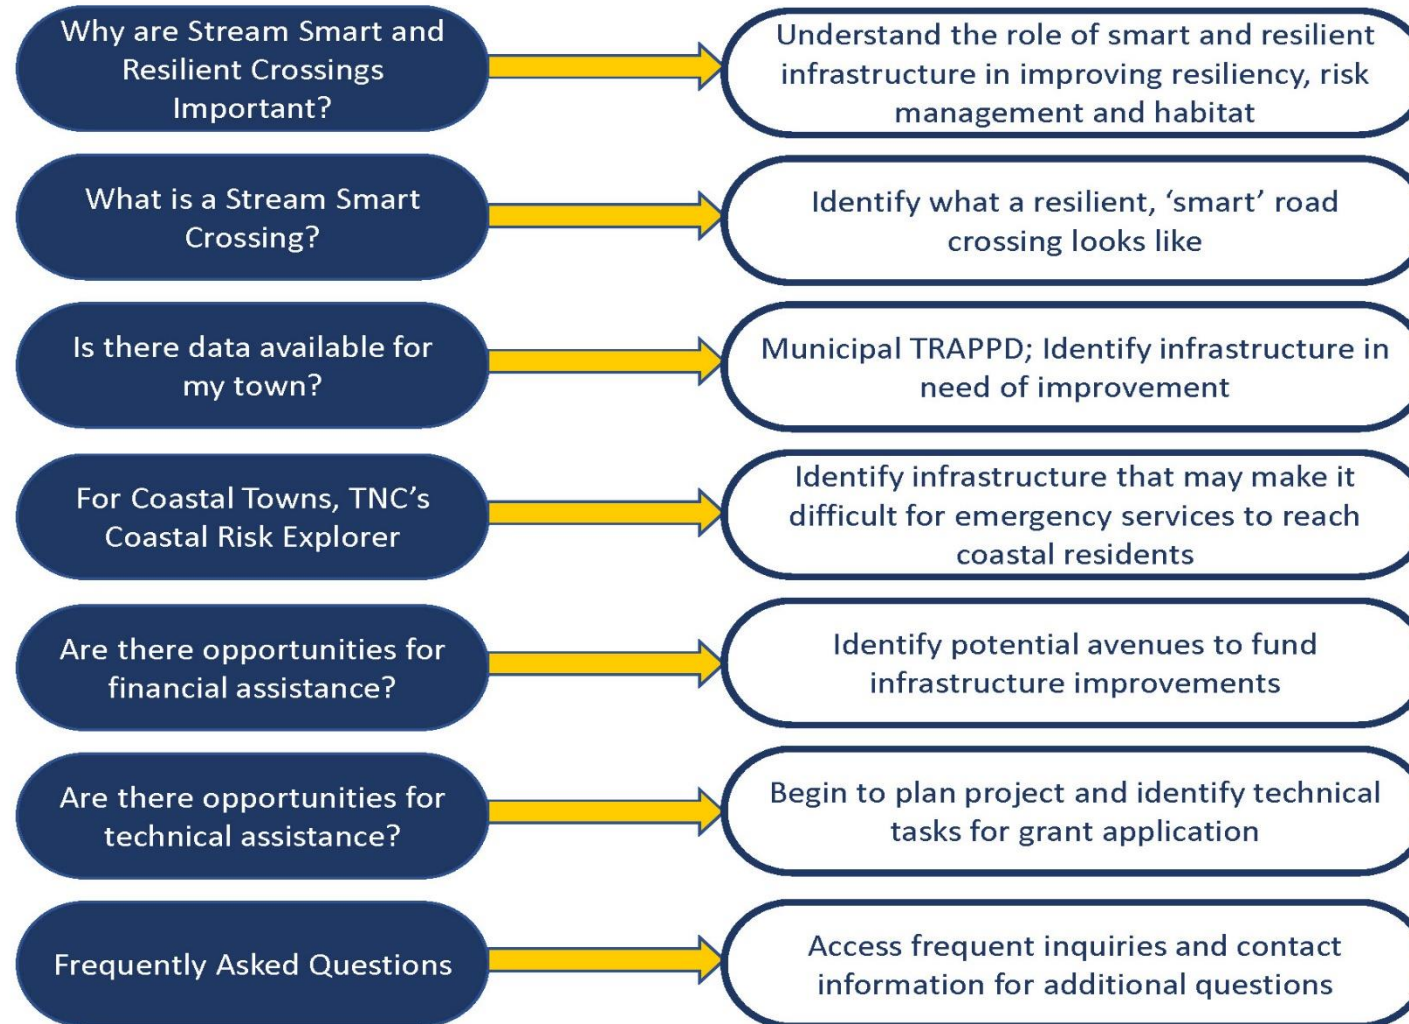 Why are Stream Smart and
Resilient Crossings
Important?
Understand the role of smart and resilient
infrastructure in improving resiliency, risk
management and habitat
What is a Stream Smart
Crossing?
Identify what a resilient, ‘smart’ road
crossing looks like
Is there data available for
my town?
Municipal TRAPPD; Identify infrastructure in
need of improvement
For Coastal Towns, TNC’s
Coastal Risk Explorer
Identify infrastructure that may make it
difficult for emergency services to reach
coastal residents
Are there opportunities for
financial assistance?
Identify potential avenues to fund
infrastructure improvements
Are there opportunities for
technical assistance?
Begin to plan project and identify technical
tasks for grant application
Frequently Asked Questions
Access frequent inquiries and contact
information for additional questions